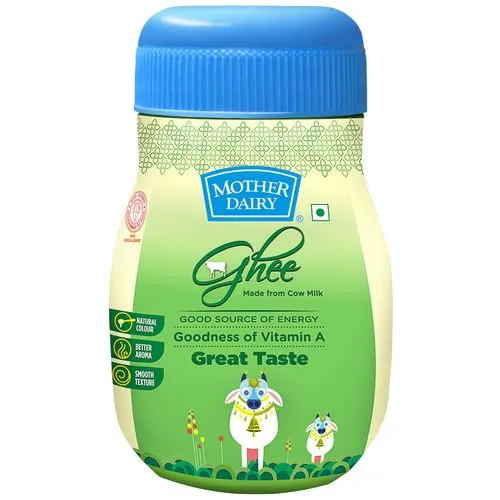 MOTHER
DAIRY
®
Ghee
Made from Cow Milk
GOOD SOURCE OF ENERGY
Goodness of Vitamin A
Great Taste
NATURAL
COLOUR
BETTER
AROMA
SMOOTH
TEXTURE